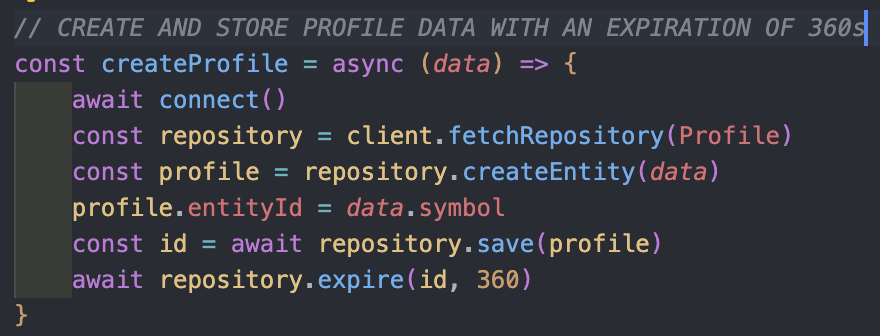 // CREATE AND STORE PROFILE DATA WITH AN EXPIRATION OF 360s
const createProfile = async (data) => {
    await connect()
    const repository = client.fetchRepository(Profile)
    const profile = repository.createEntity(data)
    profile.entityId = data.symbol
    const id = await repository.save(profile)
    await repository.expire(id, 360)
}